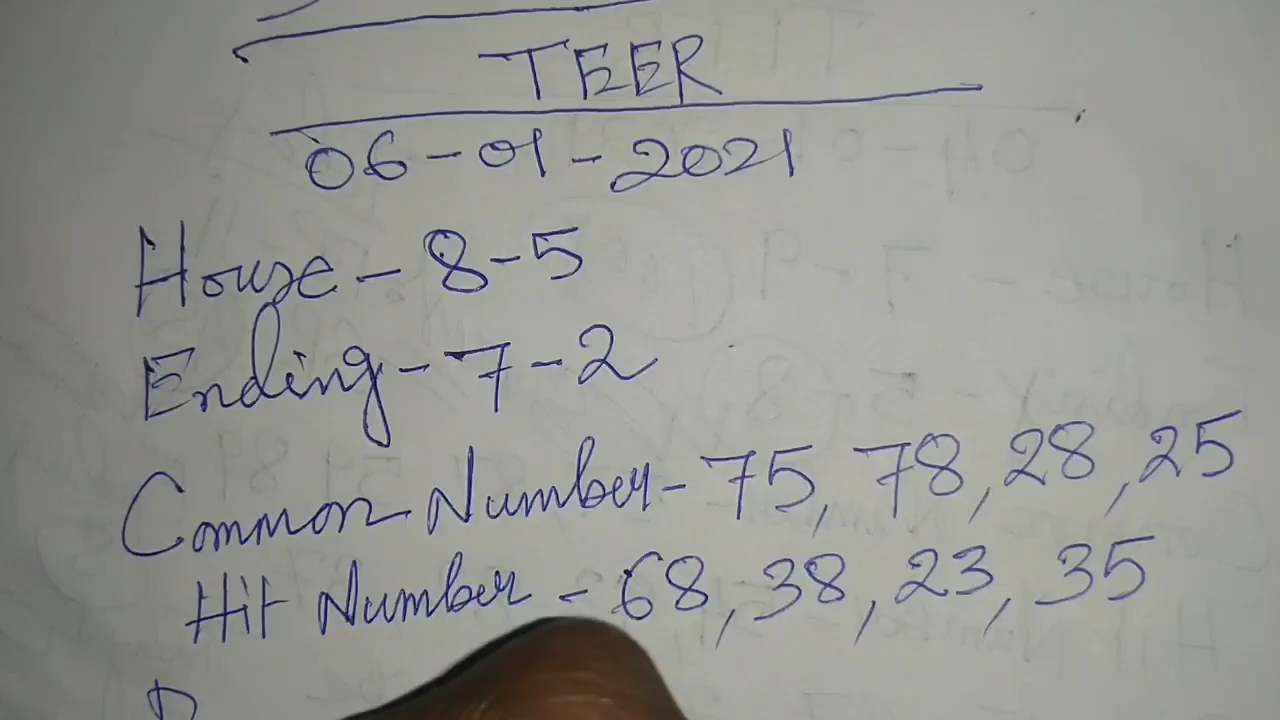 TEER
06-01-2021
House - 8-5
Ending - 7-2
Common Number - 75, 78, 28, 25
Hit Number - 68, 38, 23, 35